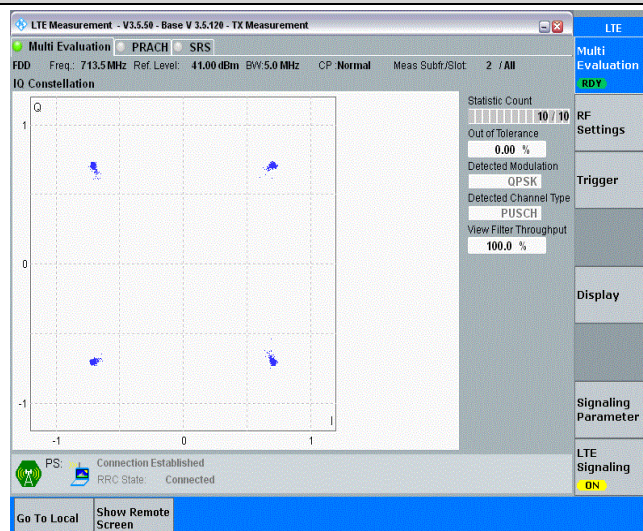 LTE Measurement - V3.5.50 - Base V 3.5.120 - TX Measurement
LTE
Multi Evaluation PRACH SRS
Multi
Evaluation
RDY
FDD Freq.: 713.5 MHz Ref. Level: 41.00 dBm BW:5.0 MHz CP :Normal Meas Subfr./Slot: 2 / All
IQ Constellation
Q
1
0
-1
-1
0
1
I
Statistic Count
10 / 10
Out of Tolerance
0.00 %
Detected Modulation
QPSK
Detected Channel Type
PUSCH
View Filter Throughput
100.0 %
RF
Settings
Trigger
Display
Signaling
Parameter
LTE
Signaling
ON
PS: Connection Established
RRC State: Connected
Go To Local
Show Remote
Screen